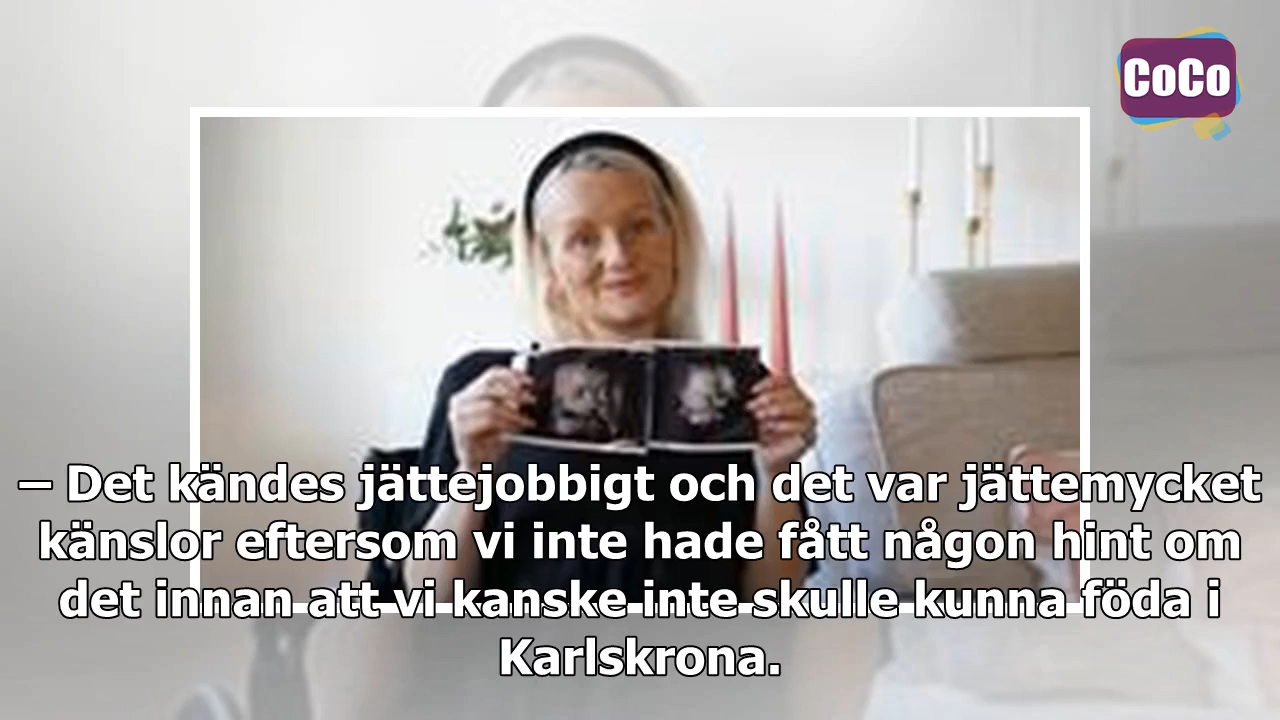 CoCo
– Det kändes jättejobbigt och det var jättemycket
känslor eftersom vi inte hade fått någon hint om
det innan att vi kanske inte skulle kunna föda i
Karlskrona.